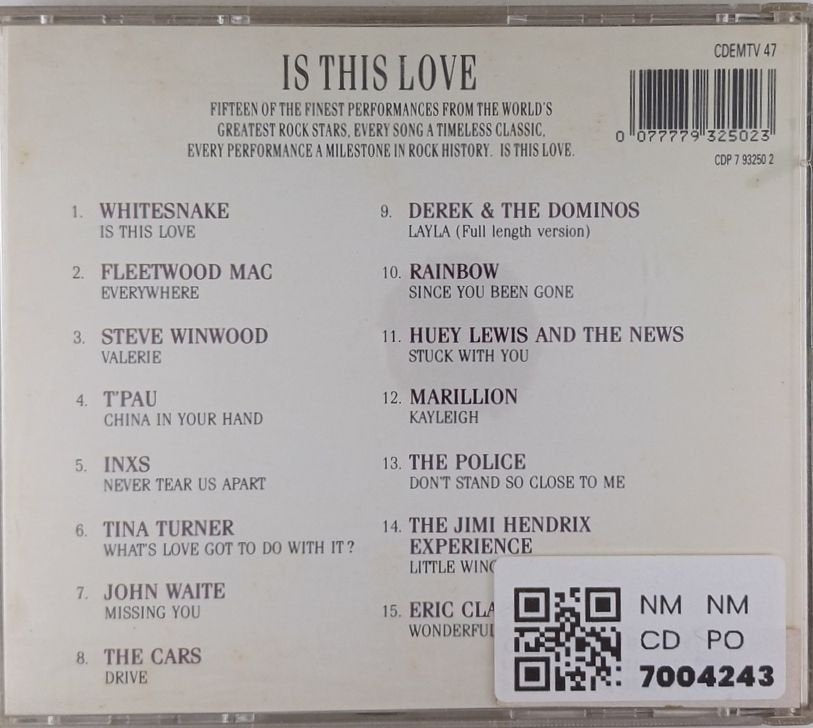 IS THIS LOVE
FIFTEEN OF THE FINEST PERFORMANCES FROM THE WORLD'S
GREATEST ROCK STARS, EVERY SONG A TIMELESS CLASSIC,
EVERY PERFORMANCE A MILESTONE IN ROCK HISTORY. IS THIS LOVE.
CDEMTV 47
0 077779 325023
CDP 7 93250 2
1. WHITESNAKE
IS THIS LOVE
2. FLEETWOOD MAC
EVERYWHERE
3. STEVE WINWOOD
VALERIE
4. T'PAU
CHINA IN YOUR HAND
5. INXS
NEVER TEAR US APART
6. TINA TURNER
WHAT'S LOVE GOT TO DO WITH IT?
7. JOHN WAITE
MISSING YOU
8. THE CARS
DRIVE
9. DEREK & THE DOMINOS
LAYLA (Full length version)
10. RAINBOW
SINCE YOU BEEN GONE
11. HUEY LEWIS AND THE NEWS
STUCK WITH YOU
12. MARILLION
KAYLEIGH
13. THE POLICE
DON'T STAND SO CLOSE TO ME
14. THE JIMI HENDRIX
EXPERIENCE
LITTLE WING
15. ERIC CLA
WONDERFUL
NM NM
CD PO
7004243